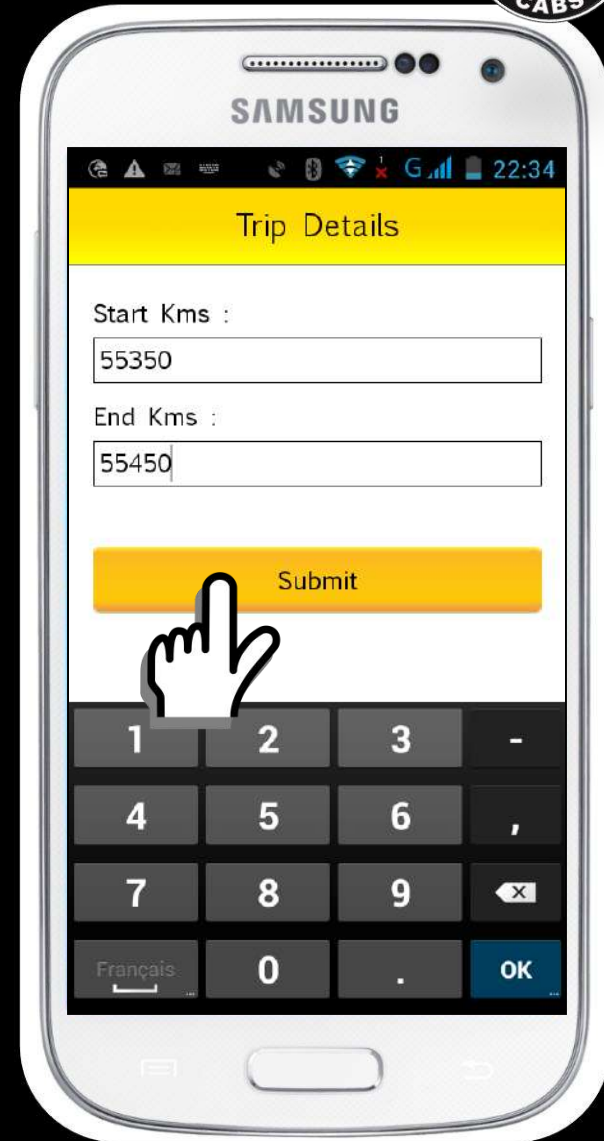 CABS
SAMSUNG
1 G 22:34
Trip Details
Start Kms :
55350
End Kms :
55450
Submit
1 2 3 -
4 5 6 ,
7 8 9
Français 0 . OK